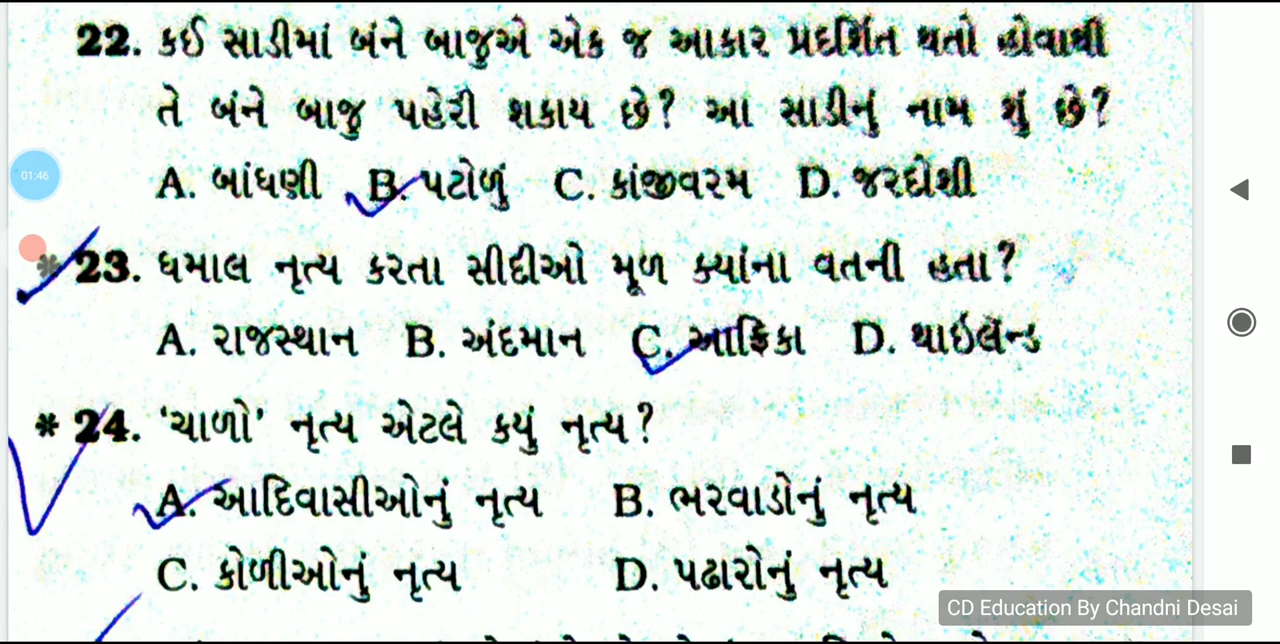 22. કઈ સાડીમાં બંને બાજુએ એક જ આકાર પ્રદર્શિત થતો હોવાથી
તે બંને બાજુ પહેરી શકાય છે? આ સાડીનું નામ શું છે?
01:46
A. બાંધણી B. પટોળું C. કાંજીવરમ D. જરદોશી
* 23. ધમાલ નૃત્ય કરતા સીદીઓ મૂળ ક્યાંના વતની હતા?
A. રાજસ્થાન B. અંદમાન C. આફ્રિકા D. થાઇલૅન્ડ
* 24. ‘ચાળો’ નૃત્ય એટલે કયું નૃત્ય?
A. આદિવાસીઓનું નૃત્ય B. ભરવાડોનું નૃત્ય
C. કોળીઓનું નૃત્ય D. પઢારોનું નૃત્ય
CD Education By Chandni Desai